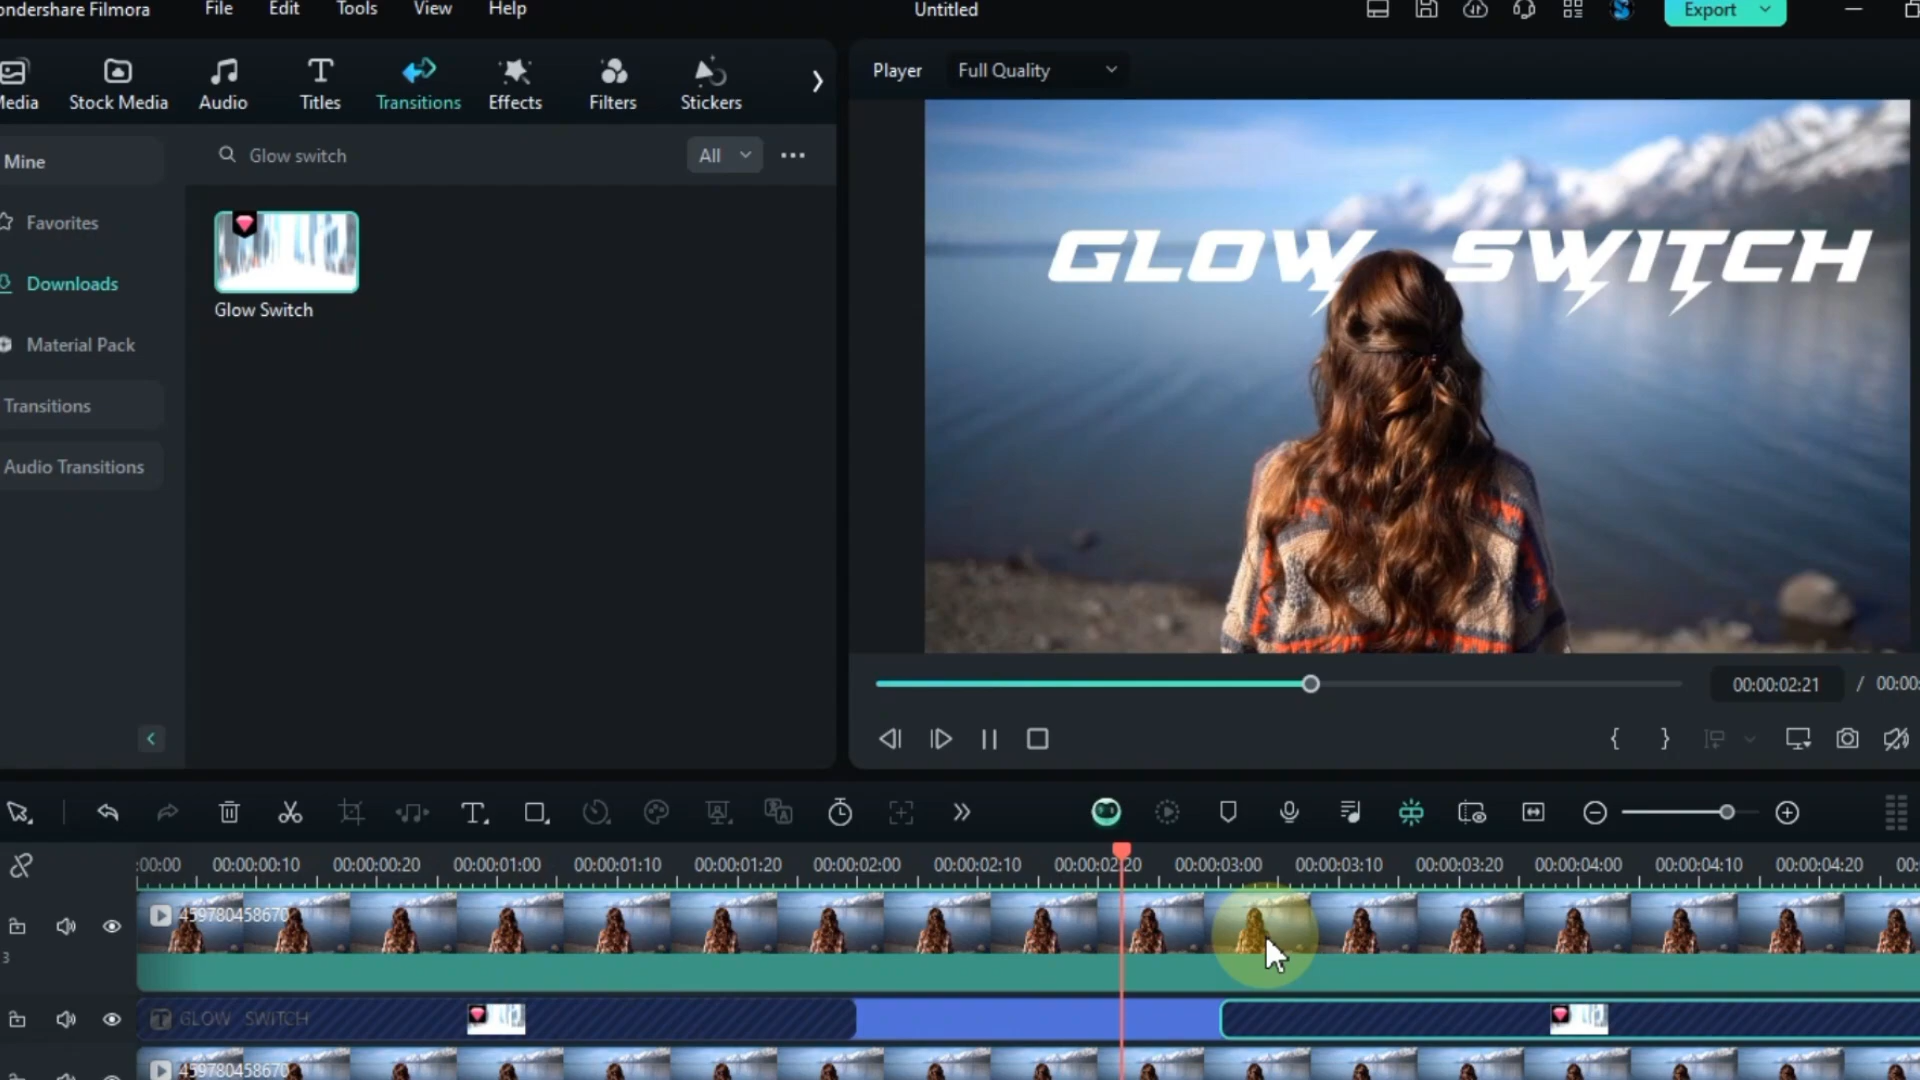 ondershare Filmora
File Edit Tools View Help
Untitled
Export
Media
Stock Media
Audio
Titles
Transitions
Effects
Filters
Stickers
Player
Full Quality
Mine
Glow switch
All
Favorites
Downloads
Material Pack
Transitions
Audio Transitions
Glow Switch
GLOW SWITCH
00:00:02:21 / 00:00:
:00:00 00:00:00:10 00:00:00:20 00:00:01:00 00:00:01:10 00:00:01:20 00:00:02:00 00:00:02:10 00:00:02:20 00:00:03:00 00:00:03:10 00:00:03:20 00:00:04:00 00:00:04:10 00:00:04:20 00:
459780458670
3
GLOW SWITCH
459780458670